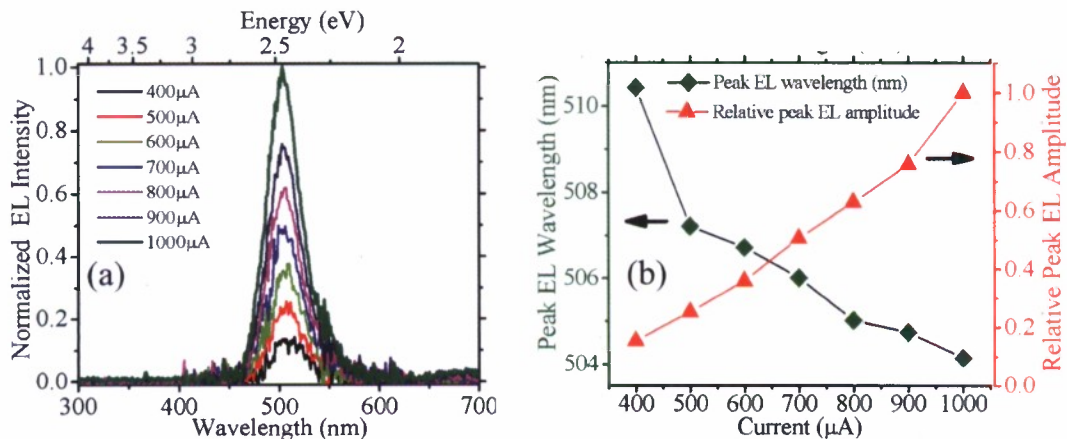 Energy (eV)
4 3.5 3 2.5 2
Normalized EL Intensity
1.0
0.8
0.6
0.4
0.2
0.0
400μA
500μA
600μA
700μA
800μA
900μA
1000μA
(a)
300 400 500 600 700
Wavelength (nm)
Peak EL Wavelength (nm)
510
508
506
504
Peak EL wavelength (nm)
Relative peak EL amplitude
(b)
1.0
0.8
0.6
0.4
0.2
0.0
Relative Peak EL Amplitude
400 500 600 700 800 900 1000
Current (μA)